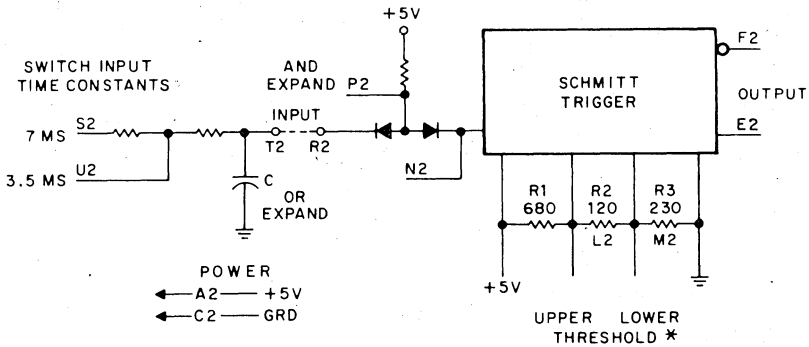 +5V
SWITCH INPUT
TIME CONSTANTS
AND
EXPAND
P2
SCHMITT
TRIGGER
F2
OUTPUT
E2
7 MS
S2
INPUT
T2
R2
3.5 MS
U2
C
OR
EXPAND
N2
R1
680
R2
120
L2
R3
230
M2
+5V
POWER
A2
+5V
C2
GRD
UPPER LOWER
THRESHOLD *